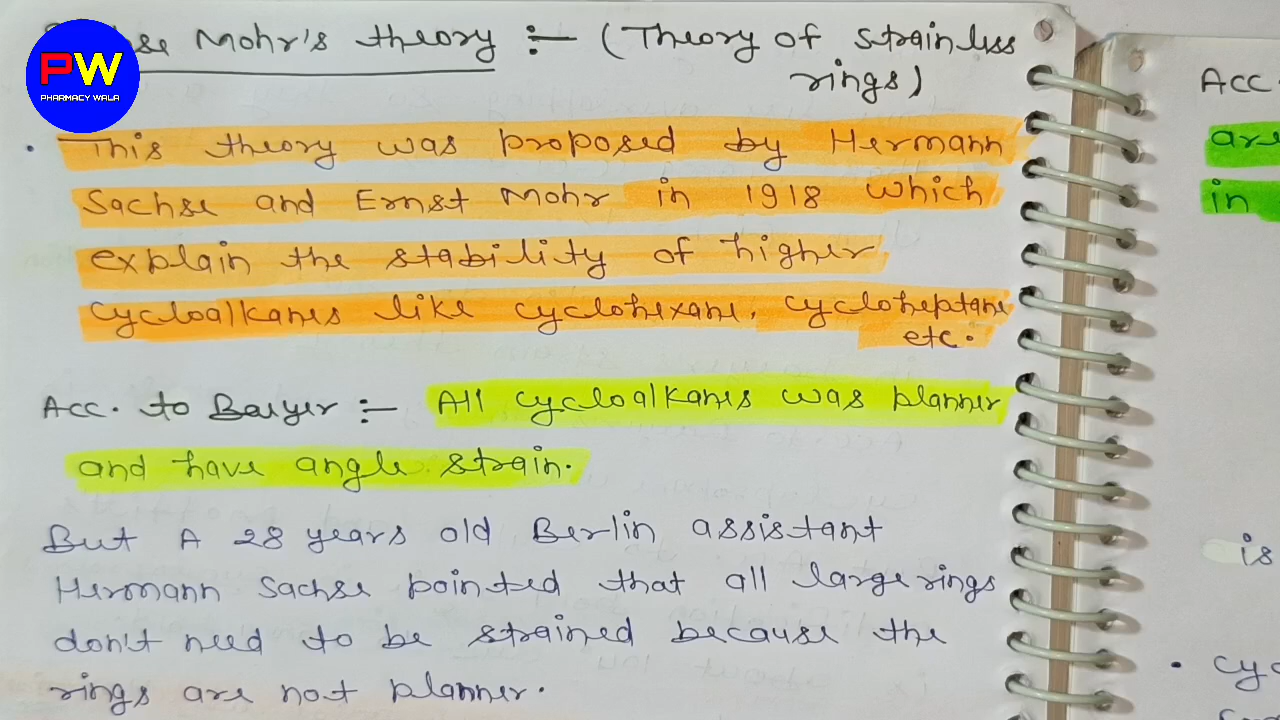 Mohr's theory :- (Theory of strainless
rings)
PW
PHARMACY WALA
• This theory was proposed by Hermann
Sachse and Ernst Mohr in 1918 which
explain the stability of higher
cycloalkanes like cyclohexane, cycloheptane
etc.
Acc. to Beiyer :- All cycloalkanes was planner
and have angle strain.
But A 28 years old Berlin assistant
Hermann Sachse pointed that all large rings
don't need to be strained because the
rings are not planner.
Acc.
are
in
is
•